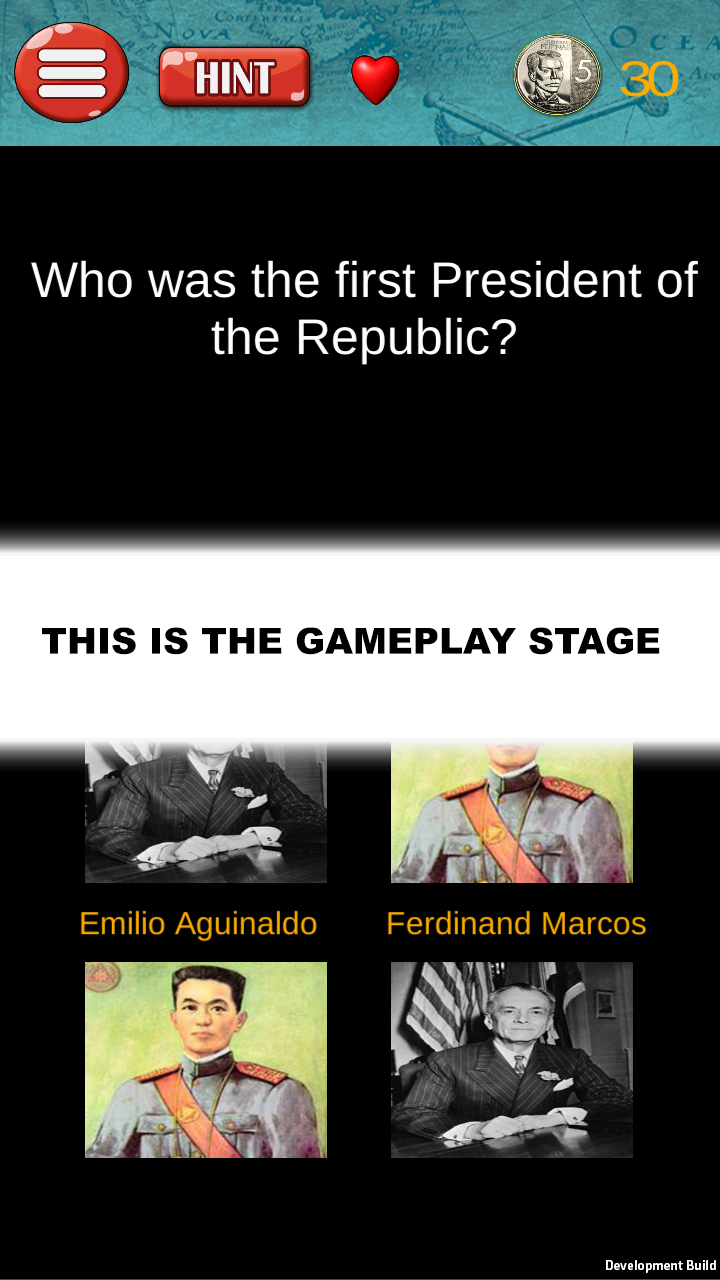 HINT
5
30
Who was the first President of
the Republic?
THIS IS THE GAMEPLAY STAGE
Emilio Aguinaldo
Ferdinand Marcos
Development Build